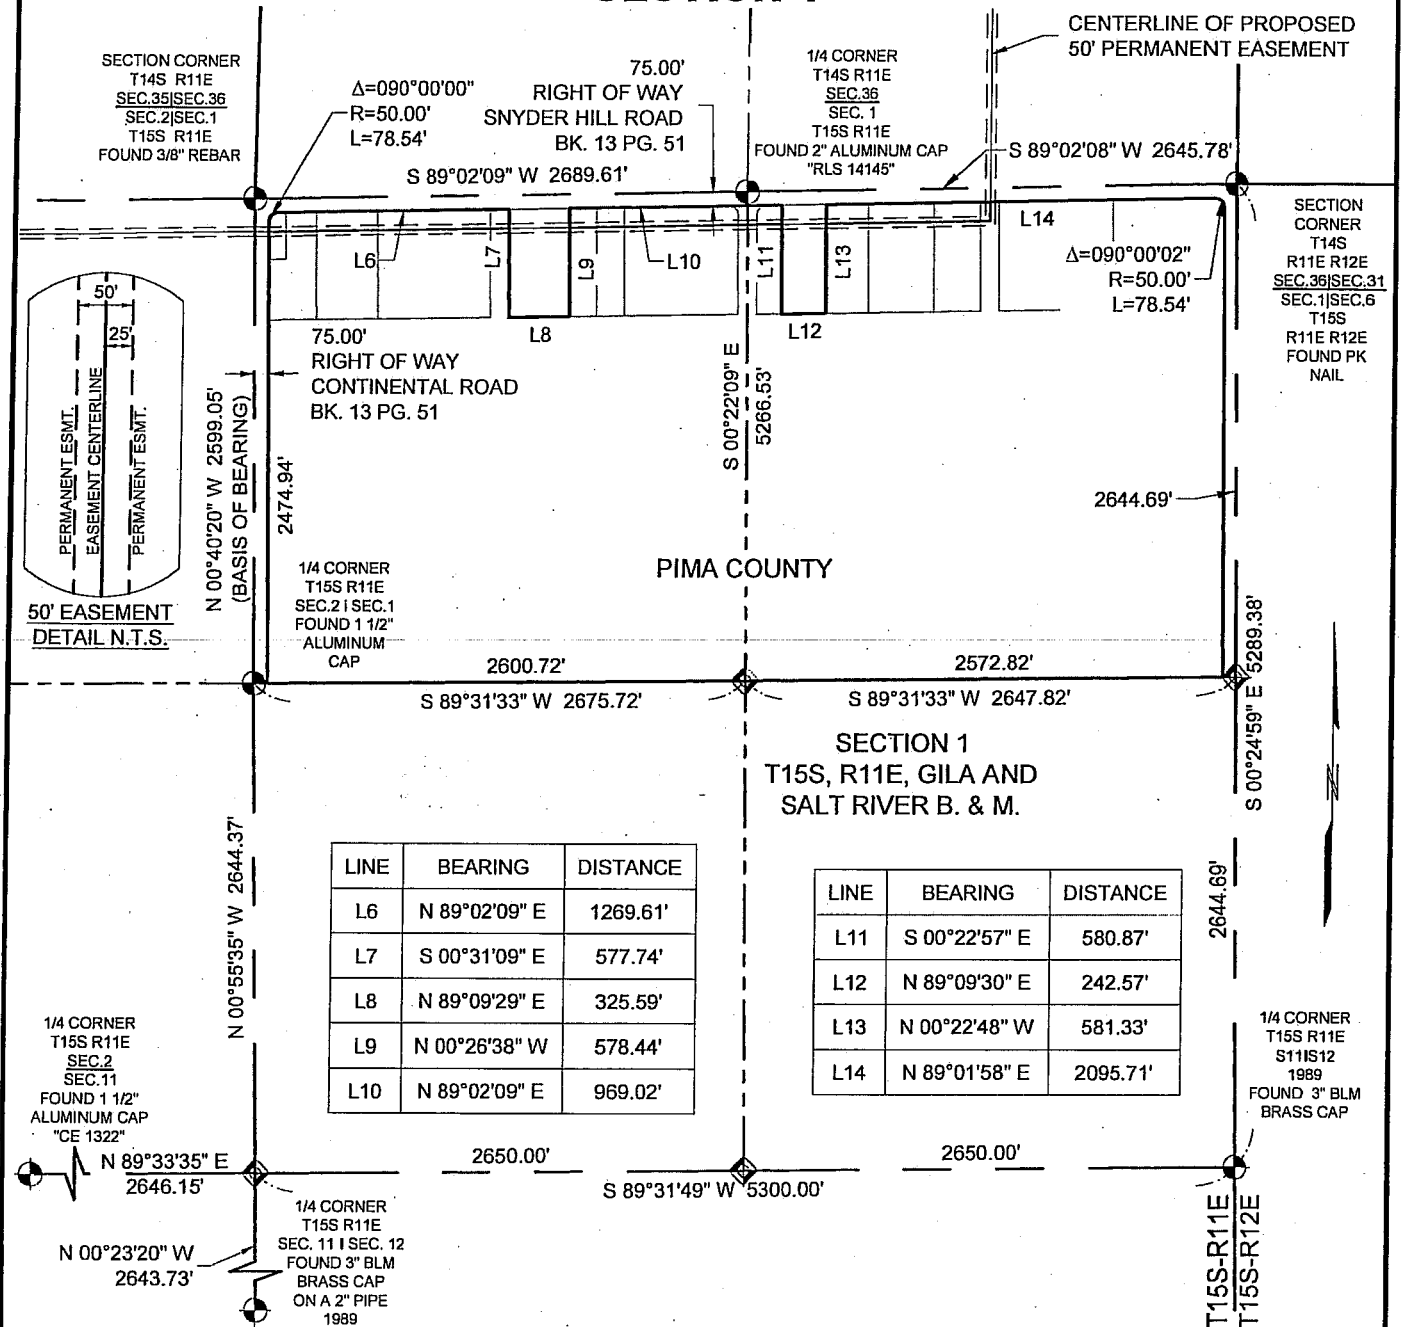 CENTERLINE OF PROPOSED
50' PERMANENT EASEMENT
SECTION CORNER
T14S R11E
SEC.35|SEC.36
SEC.2|SEC.1
T15S R11E
FOUND 3/8" REBAR
Δ=090°00'00"
R=50.00'
L=78.54'
75.00'
RIGHT OF WAY
SNYDER HILL ROAD
BK. 13 PG. 51
1/4 CORNER
T14S R11E
SEC.36
SEC. 1
T15S R11E
FOUND 2" ALUMINUM CAP
"RLS 14145"
S 89°02'09" W 2689.61'
S 89°02'08" W 2645.78'
SECTION
CORNER
T14S
R11E R12E
SEC.36|SEC.31
SEC.1|SEC.6
T15S
R11E R12E
FOUND PK
NAIL
L6
L7
L8
L9
L10
L11
L12
L13
L14
Δ=090°00'02"
R=50.00'
L=78.54'
50'
25'
PERMANENT ESMT.
EASEMENT CENTERLINE
PERMANENT ESMT.
50' EASEMENT
DETAIL N.T.S.
75.00'
RIGHT OF WAY
CONTINENTAL ROAD
BK. 13 PG. 51
N 00°40'20" W 2599.05'
(BASIS OF BEARING)
2474.94'
S 00°22'09" E
5266.53'
2644.69'
PIMA COUNTY
1/4 CORNER
T15S R11E
SEC.2 | SEC.1
FOUND 1 1/2"
ALUMINUM
CAP
2600.72'
S 89°31'33" W 2675.72'
2572.82'
S 89°31'33" W 2647.82'
S 00°24'59" E 5289.38'
N
SECTION 1
T15S, R11E, GILA AND
SALT RIVER B. & M.
N 00°55'35" W 2644.37'
LINE BEARING DISTANCE
L6 N 89°02'09" E 1269.61'
L7 S 00°31'09" E 577.74'
L8 N 89°09'29" E 325.59'
L9 N 00°26'38" W 578.44'
L10 N 89°02'09" E 969.02'
LINE BEARING DISTANCE
L11 S 00°22'57" E 580.87'
L12 N 89°09'30" E 242.57'
L13 N 00°22'48" W 581.33'
L14 N 89°01'58" E 2095.71'
2644.69'
1/4 CORNER
T15S R11E
SEC.2
SEC.11
FOUND 1 1/2"
ALUMINUM CAP
"CE 1322"
1/4 CORNER
T15S R11E
S11|S12
1989
FOUND 3" BLM
BRASS CAP
N 89°33'35" E
2646.15'
2650.00'
2650.00'
S 89°31'49" W 5300.00'
1/4 CORNER
T15S R11E
SEC. 11 | SEC. 12
FOUND 3" BLM
BRASS CAP
ON A 2" PIPE
1989
N 00°23'20" W
2643.73'
T15S-R11E
T15S-R12E